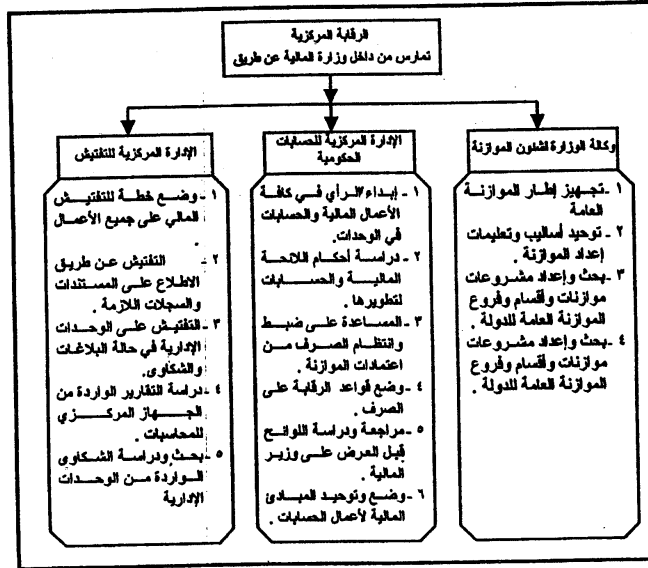 الرقابة المركزية
تمارس من داخل وزارة المالية عن طريق
وكالة الوزارة لشئون الموازنة
١ - تجهيز إطار الموازنة
العامة
٢ - توحيد أساليب وتعليمات
إعداد الموازنة .
٣ - بحث وإعداد مشروعات
موازنات وأقسام وفروع
الموازنة العامة للدولة .
٤ - بحث وإعداد مشروعات
موازنات وأقسام وفروع
الموازنة العامة للدولة .
الإدارة المركزية للحسابات
الحكومية
١ - إبداء الرأي في كافة
الأعمال المالية والحسابات
في الوحدات.
٢ - دراسة أحكام اللائحة
المالية والحسابات
لتطويرها .
٣ - المساعدة على ضبط
وانتظام الصرف من
اعتمادات الموازنة .
٤ - وضع قواعد الرقابة على
الصرف .
٥ - مراجعة ودراسة اللوائح
قبل العرض على وزير
المالية .
٦ - وضع وتوحيد المبادئ
المالية لأعمال الحسابات .
الإدارة المركزية للتفتيش
١ - وضع خطة للتفتيش
المالي على جميع الأعمال
.
٢ - التفتيش عن طريق
الاطلاع على المستندات
والسجلات اللازمة .
٣ - التفتيش على الوحدات
الإدارية في حالة البلاغات
والشكاوى.
٤ - دراسة التقارير الواردة من
الجهاز المركزي
للمحاسبات .
٥ - بحث ودراسة الشكاوى
الواردة من الوحدات
الإدارية